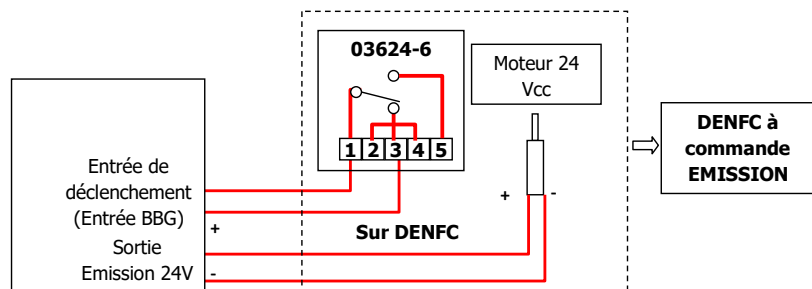 03624-6
Moteur 24
Vcc
1 2 3 4 5
DENFC à
commande
EMISSION
Entrée de
déclenchement
(Entrée BBG)
+
Sortie
Emission 24V
-
Sur DENFC
+
-